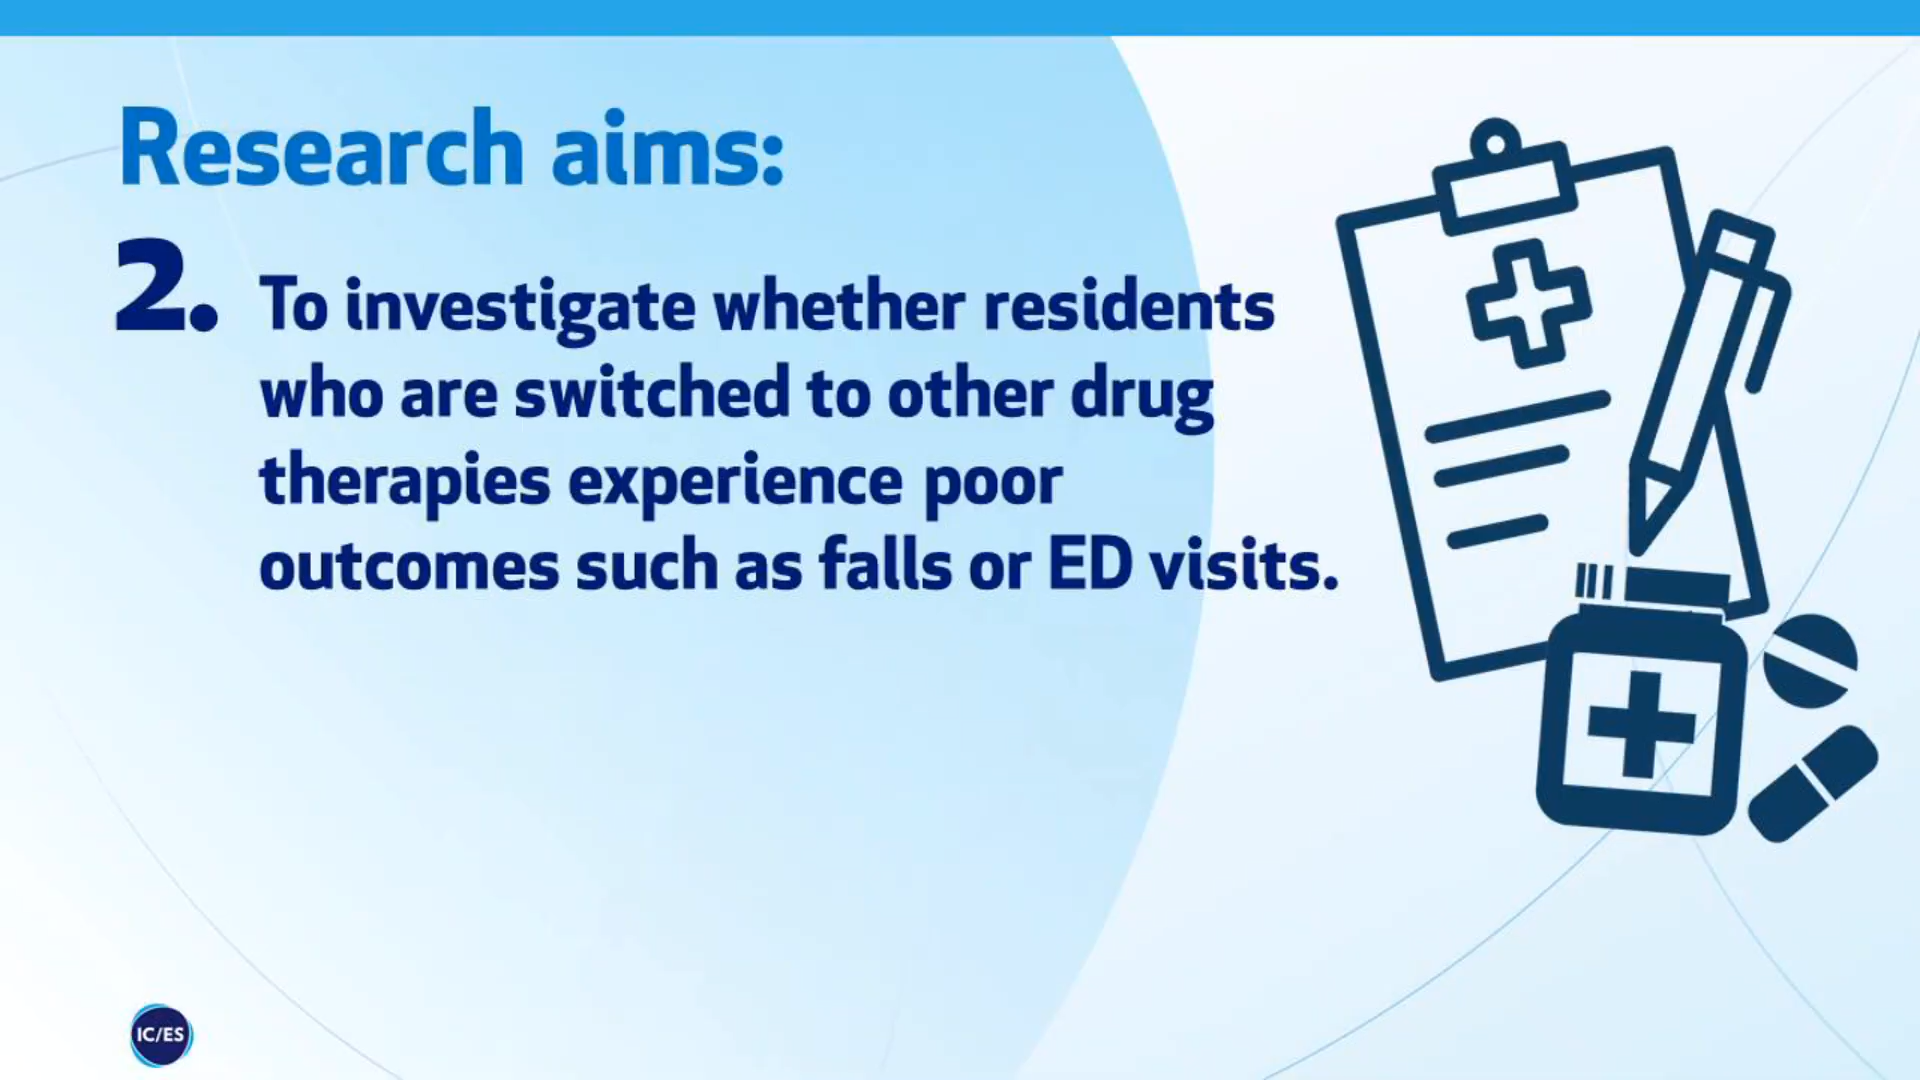 Research aims:
2. To investigate whether residents
who are switched to other drug
therapies experience poor
outcomes such as falls or ED visits.
IC/ES